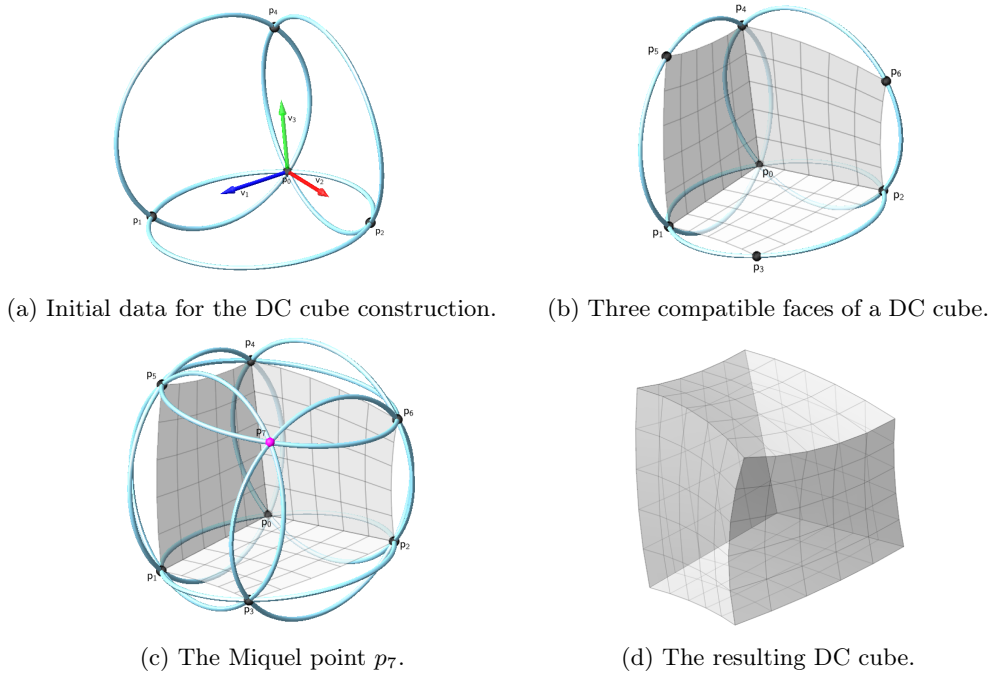 p₄
v₃
p₀
v₁
v₂
p₁
p₂
(a) Initial data for the DC cube construction.
p₄
p₅
p₆
p₀
p₂
p₁
p₃
(b) Three compatible faces of a DC cube.
p₄
p₅
p₆
p₇
p₀
p₂
p₁
p₃
(c) The Miquel point p₇.
(d) The resulting DC cube.